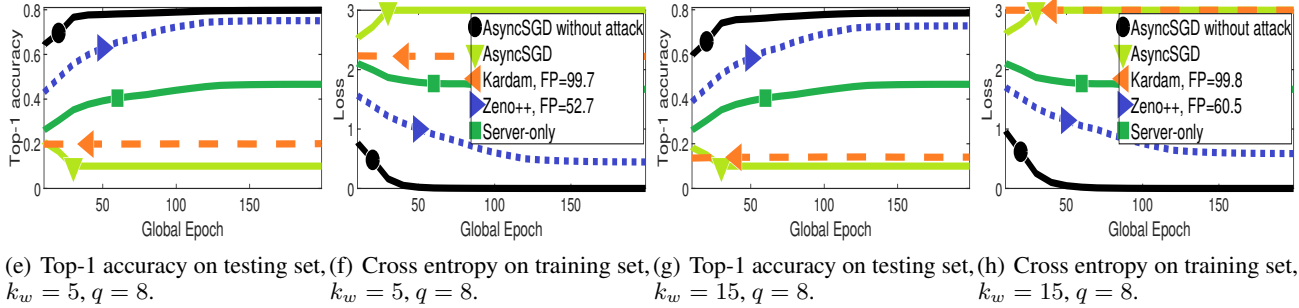 Top-1 accuracy
0.8
0.6
0.4
0.2
0
50
100
150
Global Epoch
Loss
3
2
1
0
50
100
150
Global Epoch
AsyncSGD without attack
AsyncSGD
Kardam, FP=99.7
Zeno++, FP=52.7
Server-only
Top-1 accuracy
0.8
0.6
0.4
0.2
0
50
100
150
Global Epoch
Loss
3
2
1
0
50
100
150
Global Epoch
AsyncSGD without attack
AsyncSGD
Kardam, FP=99.8
Zeno++, FP=60.5
Server-only
(e) Top-1 accuracy on testing set,
k_w = 5, q = 8.
(f) Cross entropy on training set,
k_w = 5, q = 8.
(g) Top-1 accuracy on testing set,
k_w = 15, q = 8.
(h) Cross entropy on training set,
k_w = 15, q = 8.